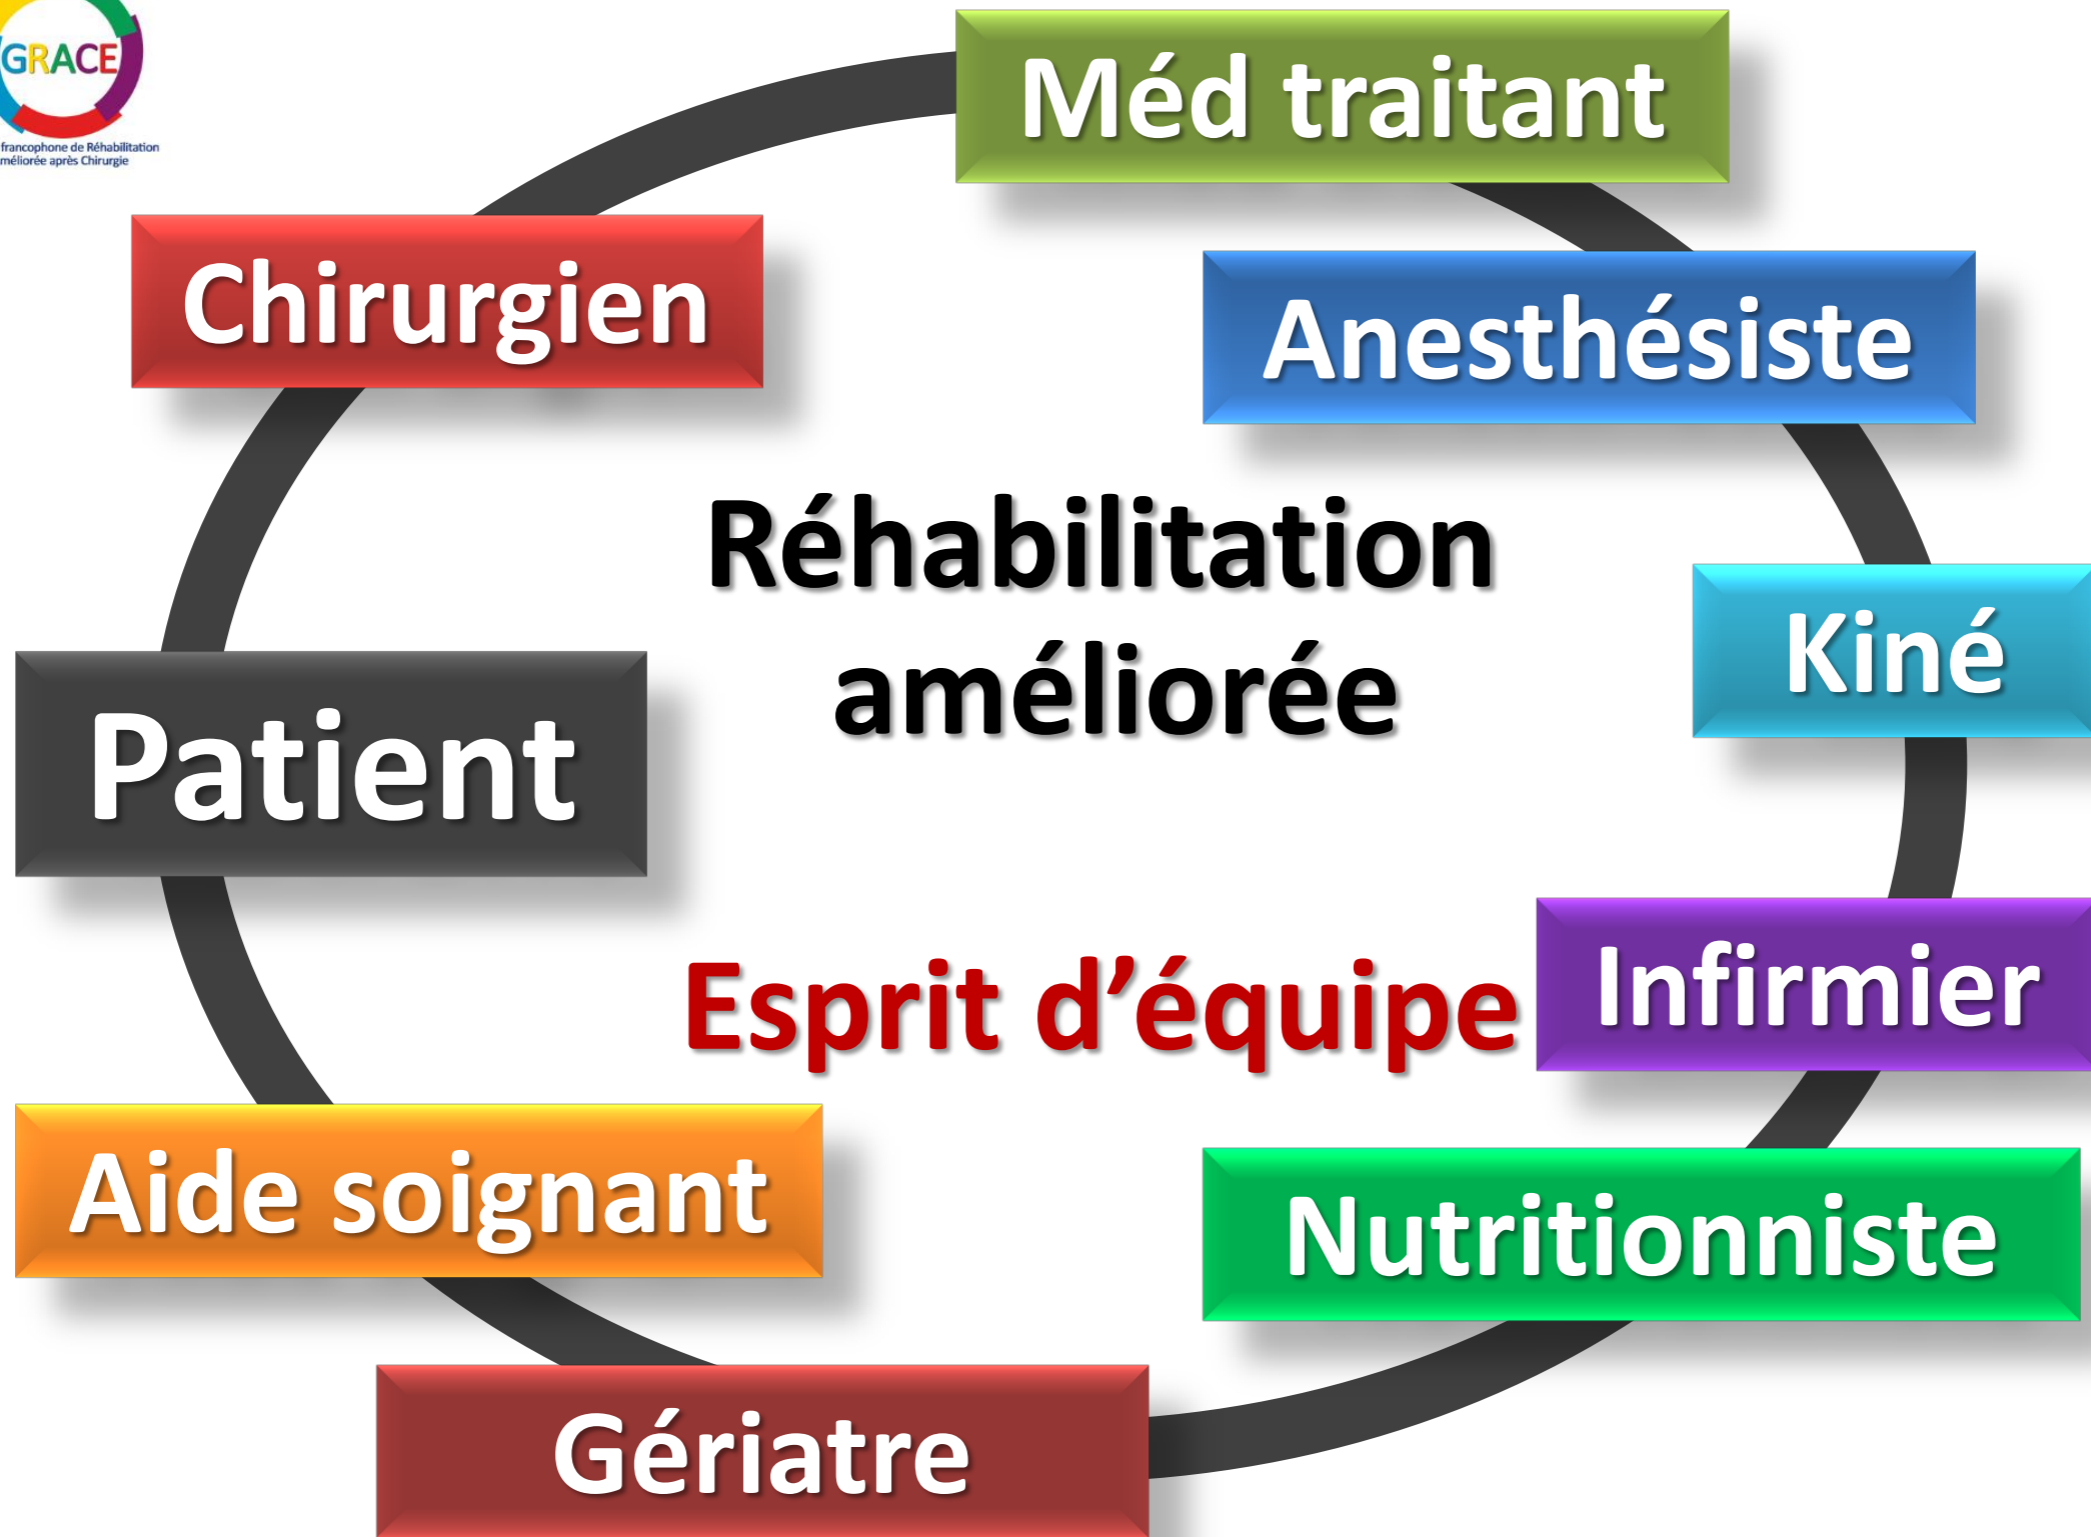 GRACE
francophone de Réhabilitation
méliorée après Chirurgie
Méd traitant
Chirurgien
Anesthésiste
Réhabilitation
améliorée
Kiné
Patient
Esprit d’équipe
Infirmier
Aide soignant
Nutritionniste
Gériatre